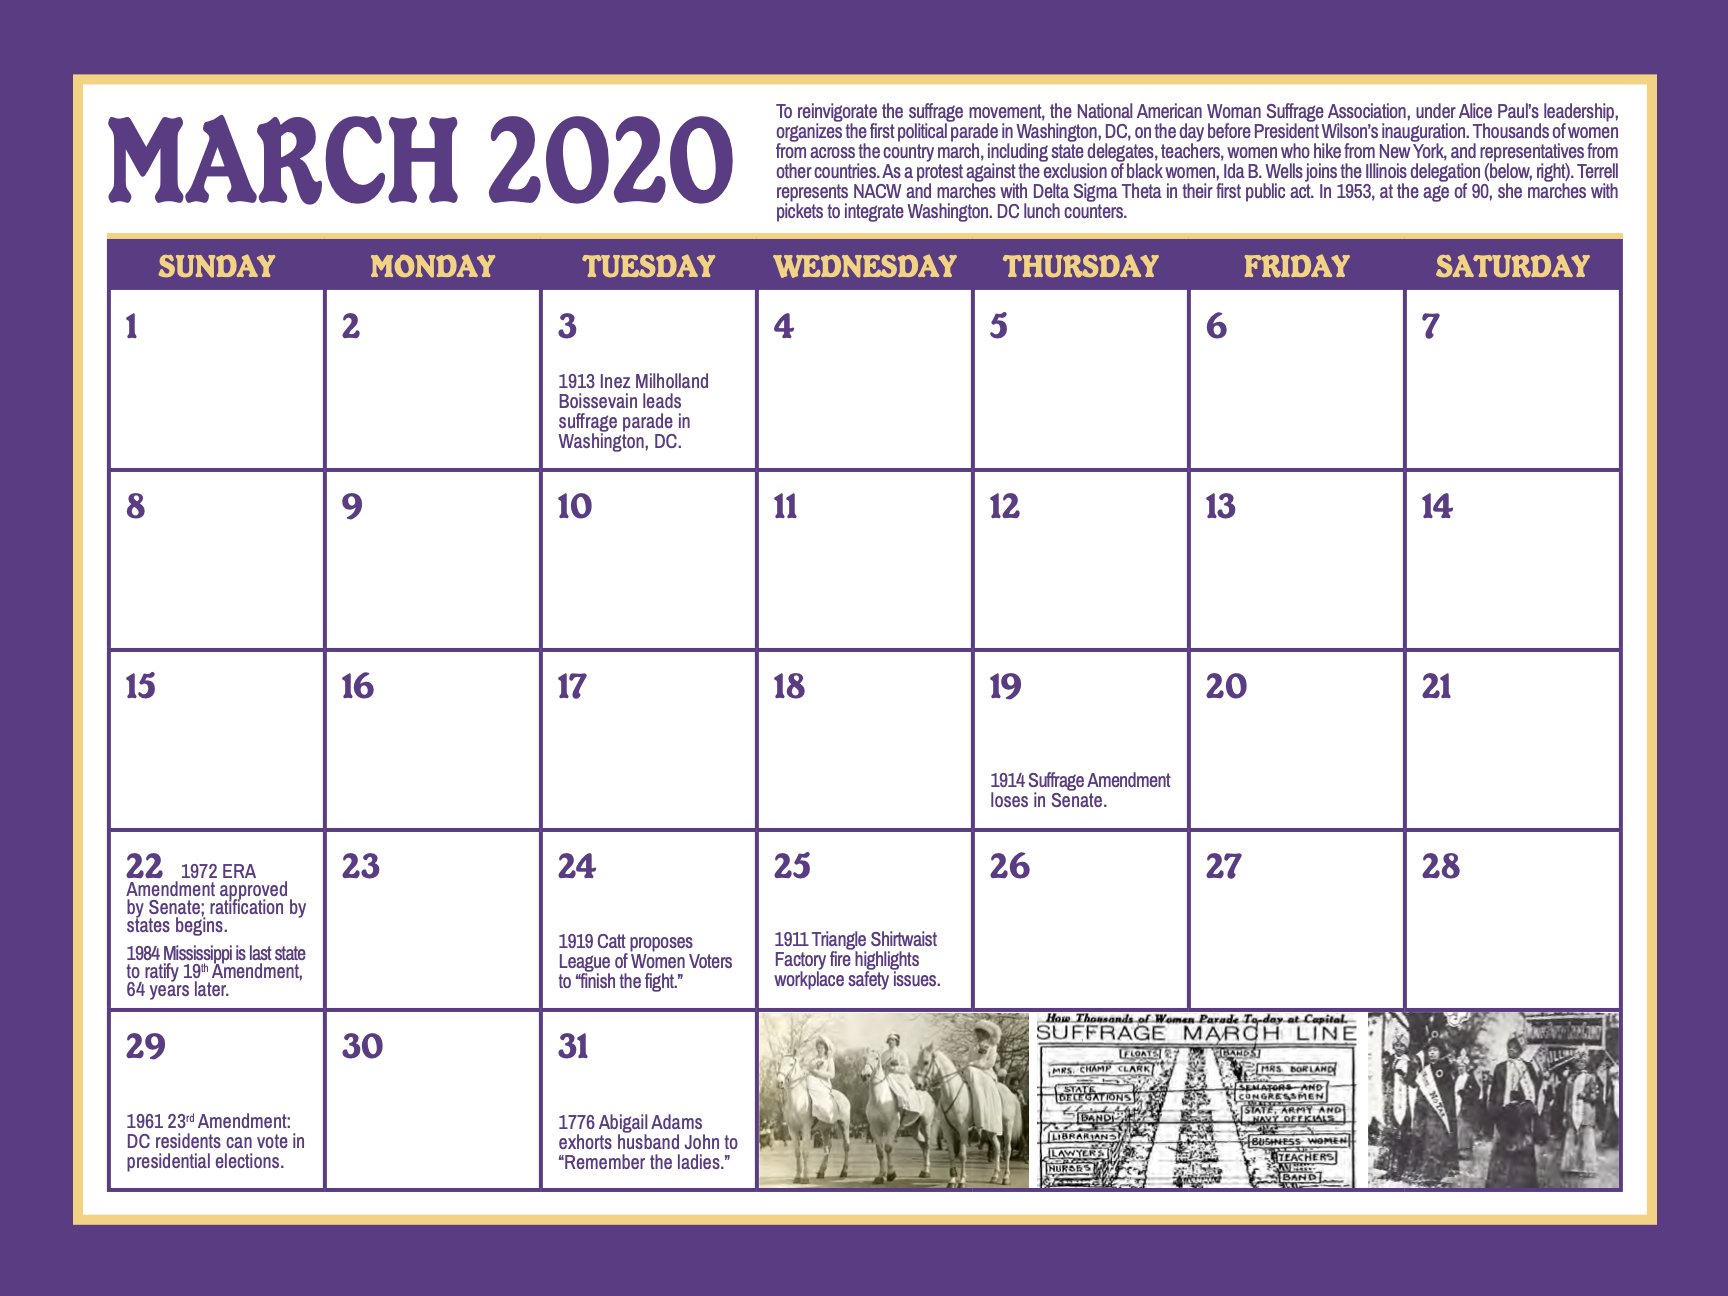 MARCH 2020
To reinvigorate the suffrage movement, the National American Woman Suffrage Association, under Alice Paul’s leadership,
organizes the first political parade in Washington, DC, on the day before President Wilson’s inauguration. Thousands of women
from across the country march, including state delegates, teachers, women who hike from New York, and representatives from
other countries. As a protest against the exclusion of black women, Ida B. Wells joins the Illinois delegation (below, right). Terrell
represents NACW and marches with Delta Sigma Theta in their first public act. In 1953, at the age of 90, she marches with
pickets to integrate Washington. DC lunch counters.
SUNDAY MONDAY TUESDAY WEDNESDAY THURSDAY FRIDAY SATURDAY
1 2 3 4 5 6 7
1913 Inez Milholland
Boissevain leads
suffrage parade in
Washington, DC.
8 9 10 11 12 13 14
15 16 17 18 19 20 21
1914 Suffrage Amendment
loses in Senate.
22 1972 ERA
Amendment approved
by Senate; ratification by
states begins.
1984 Mississippi is last state
to ratify 19th Amendment,
64 years later.
23 24 25 26 27 28
1919 Catt proposes
League of Women Voters
to “finish the fight.”
1911 Triangle Shirtwaist
Factory fire highlights
workplace safety issues.
29 30 31
1961 23rd Amendment:
DC residents can vote in
presidential elections.
1776 Abigail Adams
exhorts husband John to
“Remember the ladies.”
How Thousands of Women Parade To-day at Capital.
SUFFRAGE MARCH LINE
FLOATS
BANDS
MRS. CHAMP CLARK
MRS BORLAND
STATE
DELEGATIONS
SENATORS AND
CONGRESSMEN
BAND
STATE, ARMY AND
NAVY OFFICIALS
LIBRARIANS
BUSINESS WOMEN
LAWYERS
TEACHERS
NURSES
BAND